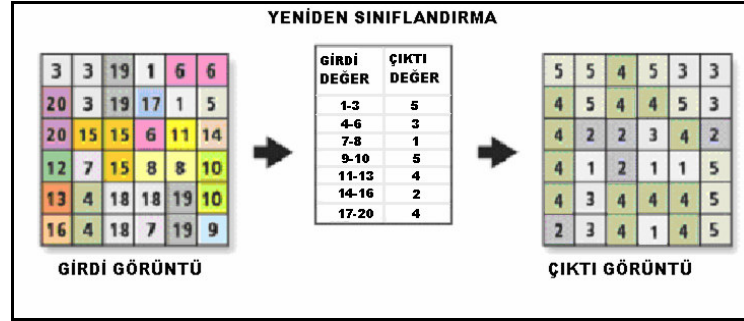 YENİDEN SINIFLANDIRMA
3 3 19 1 6 6
20 3 19 17 1 5
20 15 15 6 11 14
12 7 15 8 8 10
13 4 18 18 19 10
16 4 18 7 19 9
GİRDİ GÖRÜNTÜ
GİRDİ ÇIKTI
DEĞER DEĞER
1-3 5
4-6 3
7-8 1
9-10 5
11-13 4
14-16 2
17-20 4
5 5 4 5 3 3
4 5 4 4 5 3
4 2 2 3 4 2
4 1 2 1 1 5
4 3 4 4 4 5
2 3 4 1 4 5
ÇIKTI GÖRÜNTÜ